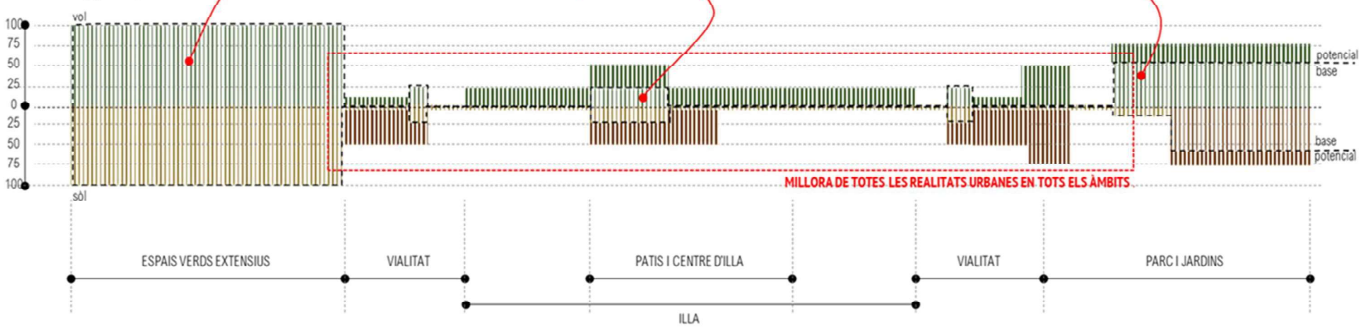 vol
100
75
50
25
0
25
50
75
100
sòl
potencial
base
base
potencial
MILLORA DE TOTES LES REALITATS URBANES EN TOTS ELS ÀMBITS
ESPAIS VERDS EXTENSIUS
VIALITAT
PATIS I CENTRE D'ILLA
VIALITAT
PARC I JARDINS
ILLA